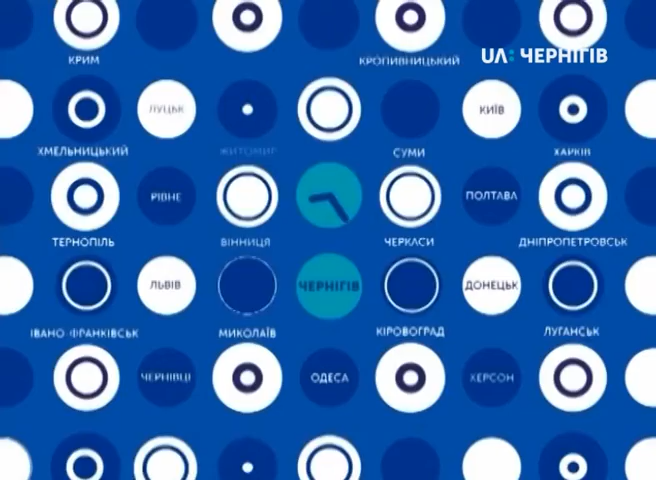 UA: ЧЕРНІГІВ
КРИМ
КРОПИВНИЦЬКИЙ
ЛУЦЬК
КИЇВ
ХМЕЛЬНИЦЬКИЙ
ЖИТОМИР
СУМИ
ХАРКІВ
РІВНЕ
ПОЛТАВА
ТЕРНОПІЛЬ
ВІННИЦЯ
ЧЕРКАСИ
ДНІПРОПЕТРОВСЬК
ЛЬВІВ
ЧЕРНІГІВ
ДОНЕЦЬК
ІВАНО-ФРАНКІВСЬК
МИКОЛАЇВ
КІРОВОГРАД
ЛУГАНСЬК
ЧЕРНІВЦІ
ОДЕСА
ХЕРСОН